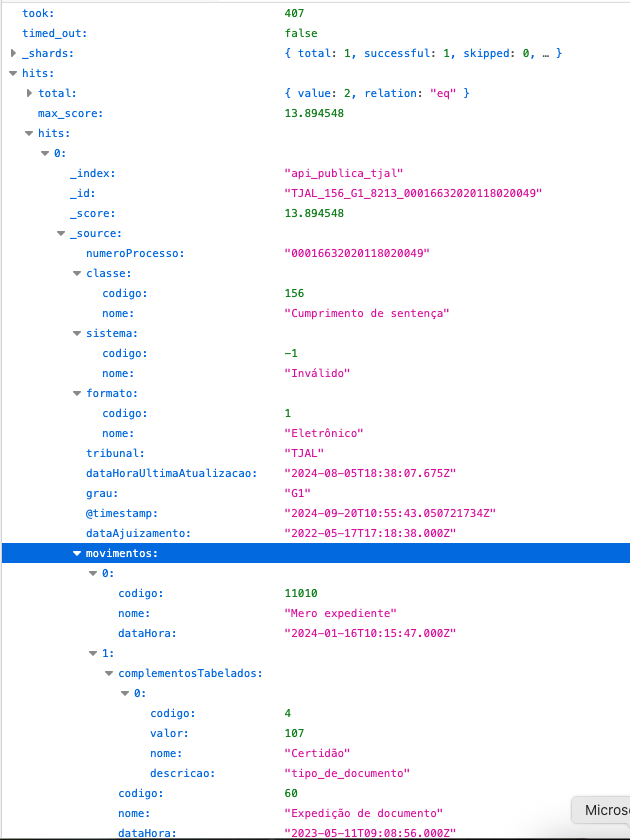 took: 407
timed_out: false
_shards: { total: 1, successful: 1, skipped: 0, … }
hits:
total: { value: 2, relation: "eq" }
max_score: 13.894548
hits:
0:
_index: "api_publica_tjal"
_id: "TJAL_156_G1_8213_00016632020118020049"
_score: 13.894548
_source:
numeroProcesso: "00016632020118020049"
classe:
codigo: 156
nome: "Cumprimento de sentença"
sistema:
codigo: -1
nome: "Inválido"
formato:
codigo: 1
nome: "Eletrônico"
tribunal: "TJAL"
dataHoraUltimaAtualizacao: "2024-08-05T18:38:07.675Z"
grau: "G1"
@timestamp: "2024-09-20T10:55:43.050721734Z"
dataAjuizamento: "2022-05-17T17:18:38.000Z"
movimentos:
0:
codigo: 11010
nome: "Mero expediente"
dataHora: "2024-01-16T10:15:47.000Z"
1:
complementosTabelados:
0:
codigo: 4
valor: 107
nome: "Certidão"
descricao: "tipo_de_documento"
codigo: 60
nome: "Expedição de documento"
dataHora: "2023-05-11T09:08:56.000Z"
Micros